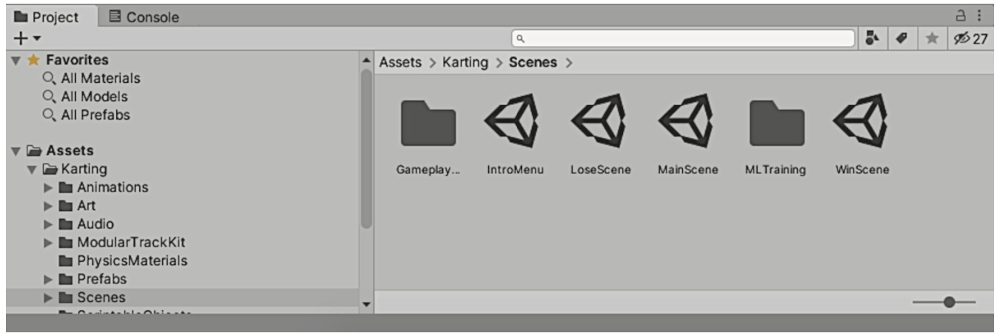 Project Console
27
Favorites
All Materials
All Models
All Prefabs
Assets
Karting
Animations
Art
Audio
ModularTrackKit
PhysicsMaterials
Prefabs
Scenes
Assets > Karting > Scenes >
Gameplay... IntroMenu LoseScene MainScene MLTraining WinScene